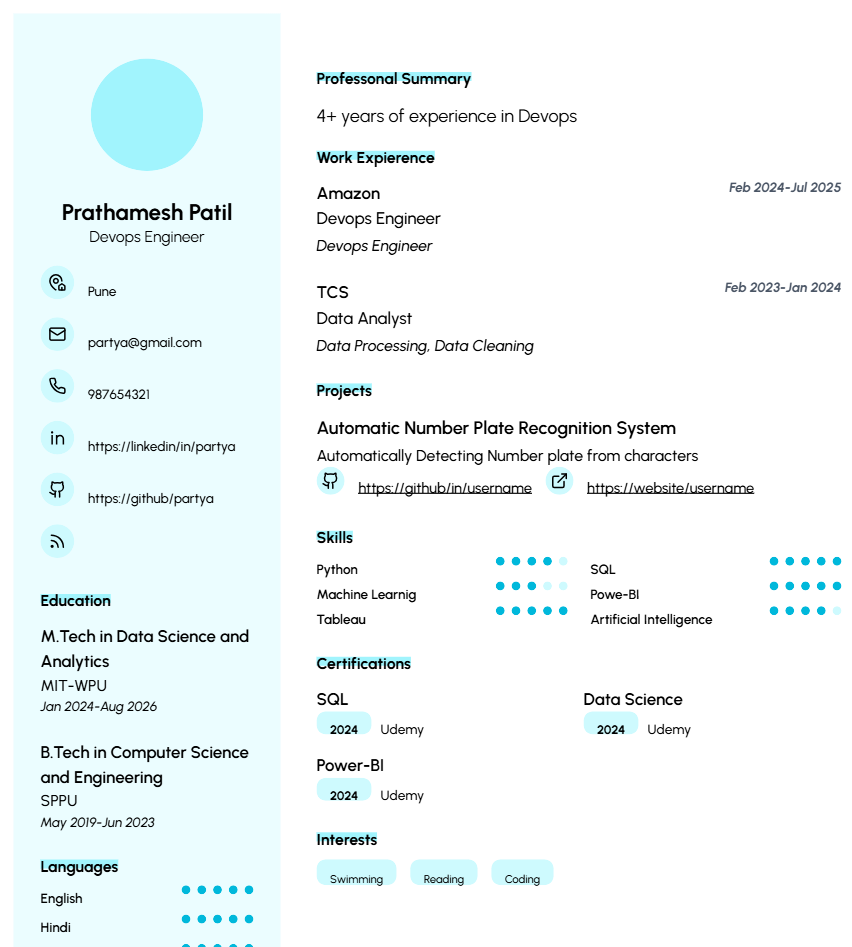 Prathamesh Patil
Devops Engineer
Pune
partya@gmail.com
987654321
https://linkedin/in/partya
https://github/partya
Education
M.Tech in Data Science and
Analytics
MIT-WPU
Jan 2024-Aug 2026
B.Tech in Computer Science
and Engineering
SPPU
May 2019-Jun 2023
Languages
English
Hindi
Professonal Summary
4+ years of experience in Devops
Work Expierence
Amazon Feb 2024-Jul 2025
Devops Engineer
Devops Engineer
TCS Feb 2023-Jan 2024
Data Analyst
Data Processing, Data Cleaning
Projects
Automatic Number Plate Recognition System
Automatically Detecting Number plate from characters
https://github/in/username https://website/username
Skills
Python SQL
Machine Learnig Powe-BI
Tableau Artificial Intelligence
Certifications
SQL Data Science
2024 Udemy 2024 Udemy
Power-BI
2024 Udemy
Interests
Swimming Reading Coding